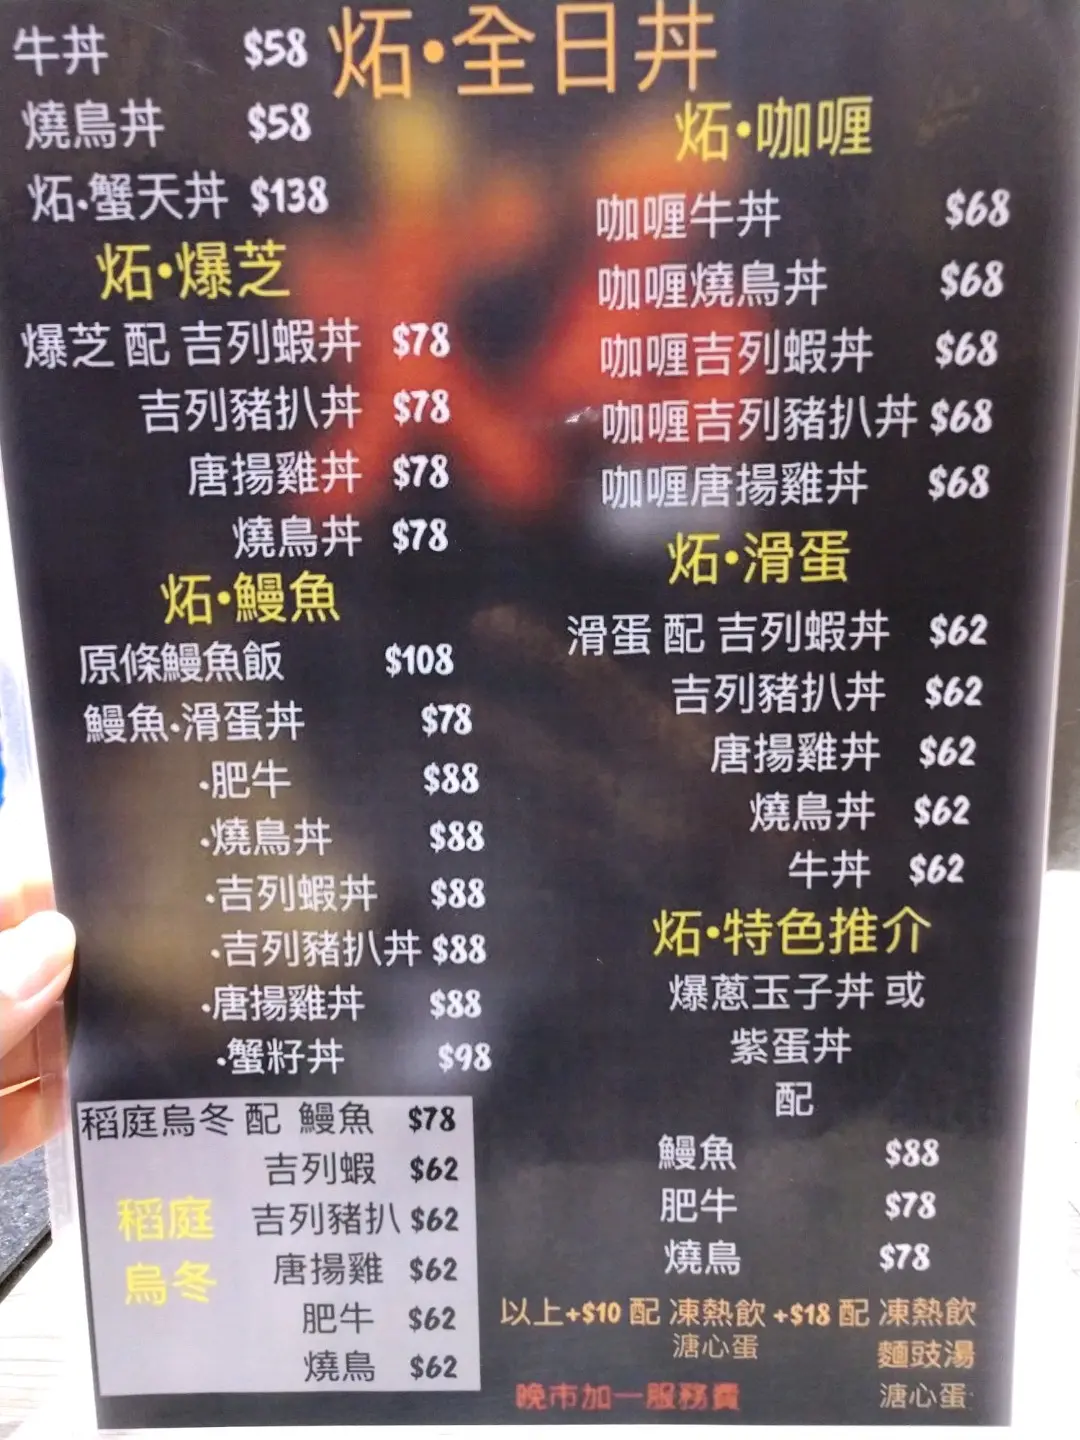 炻•全日丼
牛丼 $58
燒鳥丼 $58
炻•蟹天丼 $138
炻•爆芝
爆芝 配 吉列蝦丼 $78
吉列豬扒丼 $78
唐揚雞丼 $78
燒鳥丼 $78
炻•鰻魚
原條鰻魚飯 $108
鰻魚•滑蛋丼 $78
•肥牛 $88
•燒鳥丼 $88
•吉列蝦丼 $88
•吉列豬扒丼 $88
•唐揚雞丼 $88
•蟹籽丼 $98
稻庭烏冬 配 鰻魚 $78
吉列蝦 $62
吉列豬扒 $62
唐揚雞 $62
肥牛 $62
燒鳥 $62
稻庭
烏冬
炻•咖喱
咖喱牛丼 $68
咖喱燒鳥丼 $68
咖喱吉列蝦丼 $68
咖喱吉列豬扒丼 $68
咖喱唐揚雞丼 $68
炻•滑蛋
滑蛋 配 吉列蝦丼 $62
吉列豬扒丼 $62
唐揚雞丼 $62
燒鳥丼 $62
牛丼 $62
炻•特色推介
爆蔥玉子丼 或
紫蛋丼
配
鰻魚 $88
肥牛 $78
燒鳥 $78
以上+$10 配 凍熱飲 +$18 配 凍熱飲
溏心蛋 麵豉湯
溏心蛋
晚市加一服務費